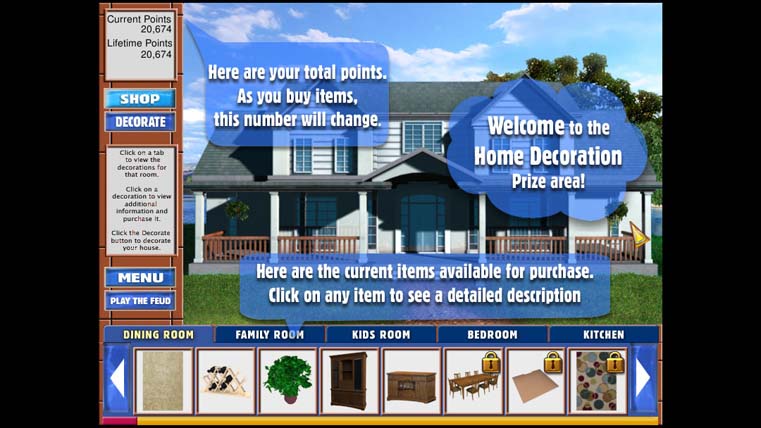 Current Points
20,674
Lifetime Points
20,674
SHOP
DECORATE
Click on a tab
to view the
decorations for
that room.
Click on a
decoration to view
additional
information and
purchase it.
Click the Decorate
button to decorate
your house.
MENU
PLAY THE FEUD
Here are your total points.
As you buy items,
this number will change.
Welcome to the
Home Decoration
Prize area!
Here are the current items available for purchase.
Click on any item to see a detailed description
DINING ROOM
FAMILY ROOM
KIDS ROOM
BEDROOM
KITCHEN